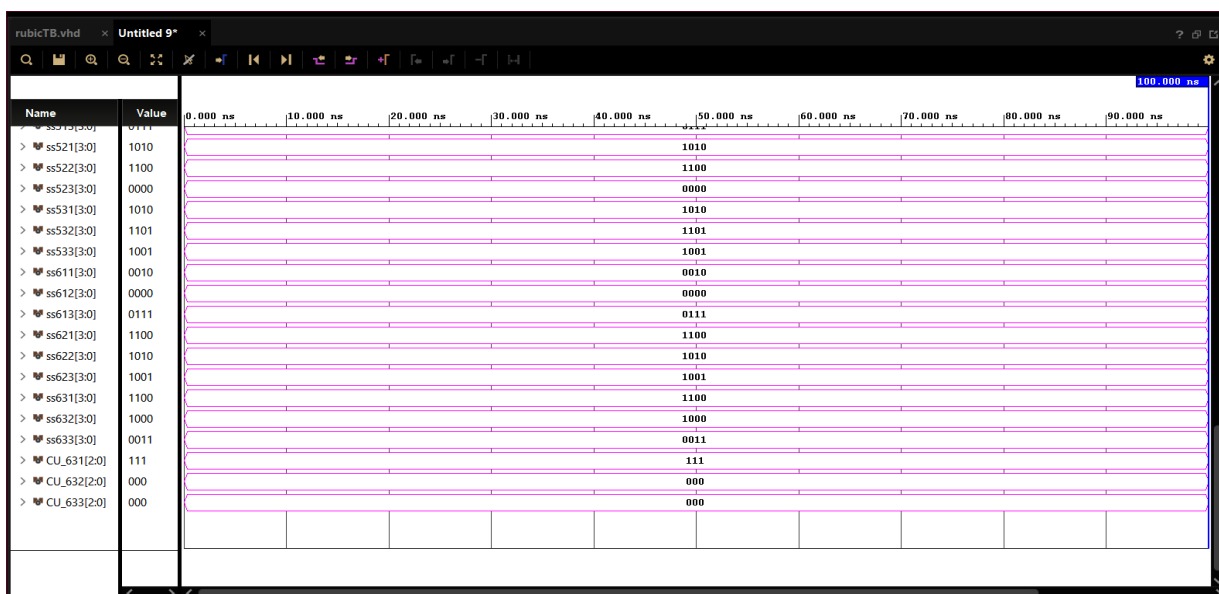 rubicTB.vhd × Untitled 9* ×
100.000 ns
Name Value 0.000 ns 10.000 ns 20.000 ns 30.000 ns 40.000 ns 50.000 ns 60.000 ns 70.000 ns 80.000 ns 90.000 ns
ss513[3:0] 0111 0111
ss521[3:0] 1010 1010
ss522[3:0] 1100 1100
ss523[3:0] 0000 0000
ss531[3:0] 1010 1010
ss532[3:0] 1101 1101
ss533[3:0] 1001 1001
ss611[3:0] 0010 0010
ss612[3:0] 0000 0000
ss613[3:0] 0111 0111
ss621[3:0] 1100 1100
ss622[3:0] 1010 1010
ss623[3:0] 1001 1001
ss631[3:0] 1100 1100
ss632[3:0] 1000 1000
ss633[3:0] 0011 0011
CU_631[2:0] 111 111
CU_632[2:0] 000 000
CU_633[2:0] 000 000